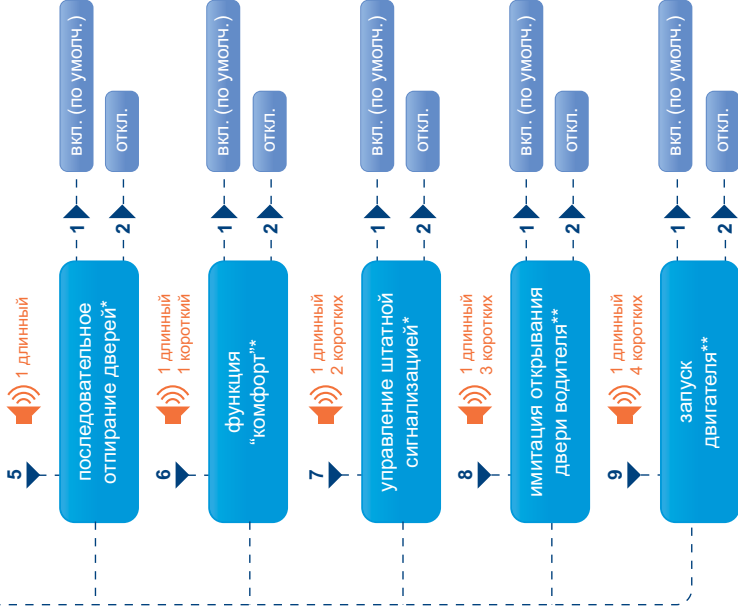 5
1 длинный
последовательное
отпирание дверей*
1
вкл. (по умолч.)
2
откл.
6
1 длинный
1 короткий
функция
“комфорт”*
1
вкл. (по умолч.)
2
откл.
7
1 длинный
2 коротких
управление штатной
сигнализацией*
1
вкл. (по умолч.)
2
откл.
8
1 длинный
3 коротких
имитация открывания
двери водителя**
1
вкл. (по умолч.)
2
откл.
9
1 длинный
4 коротких
запуск
двигателя**
1
вкл. (по умолч.)
2
откл.